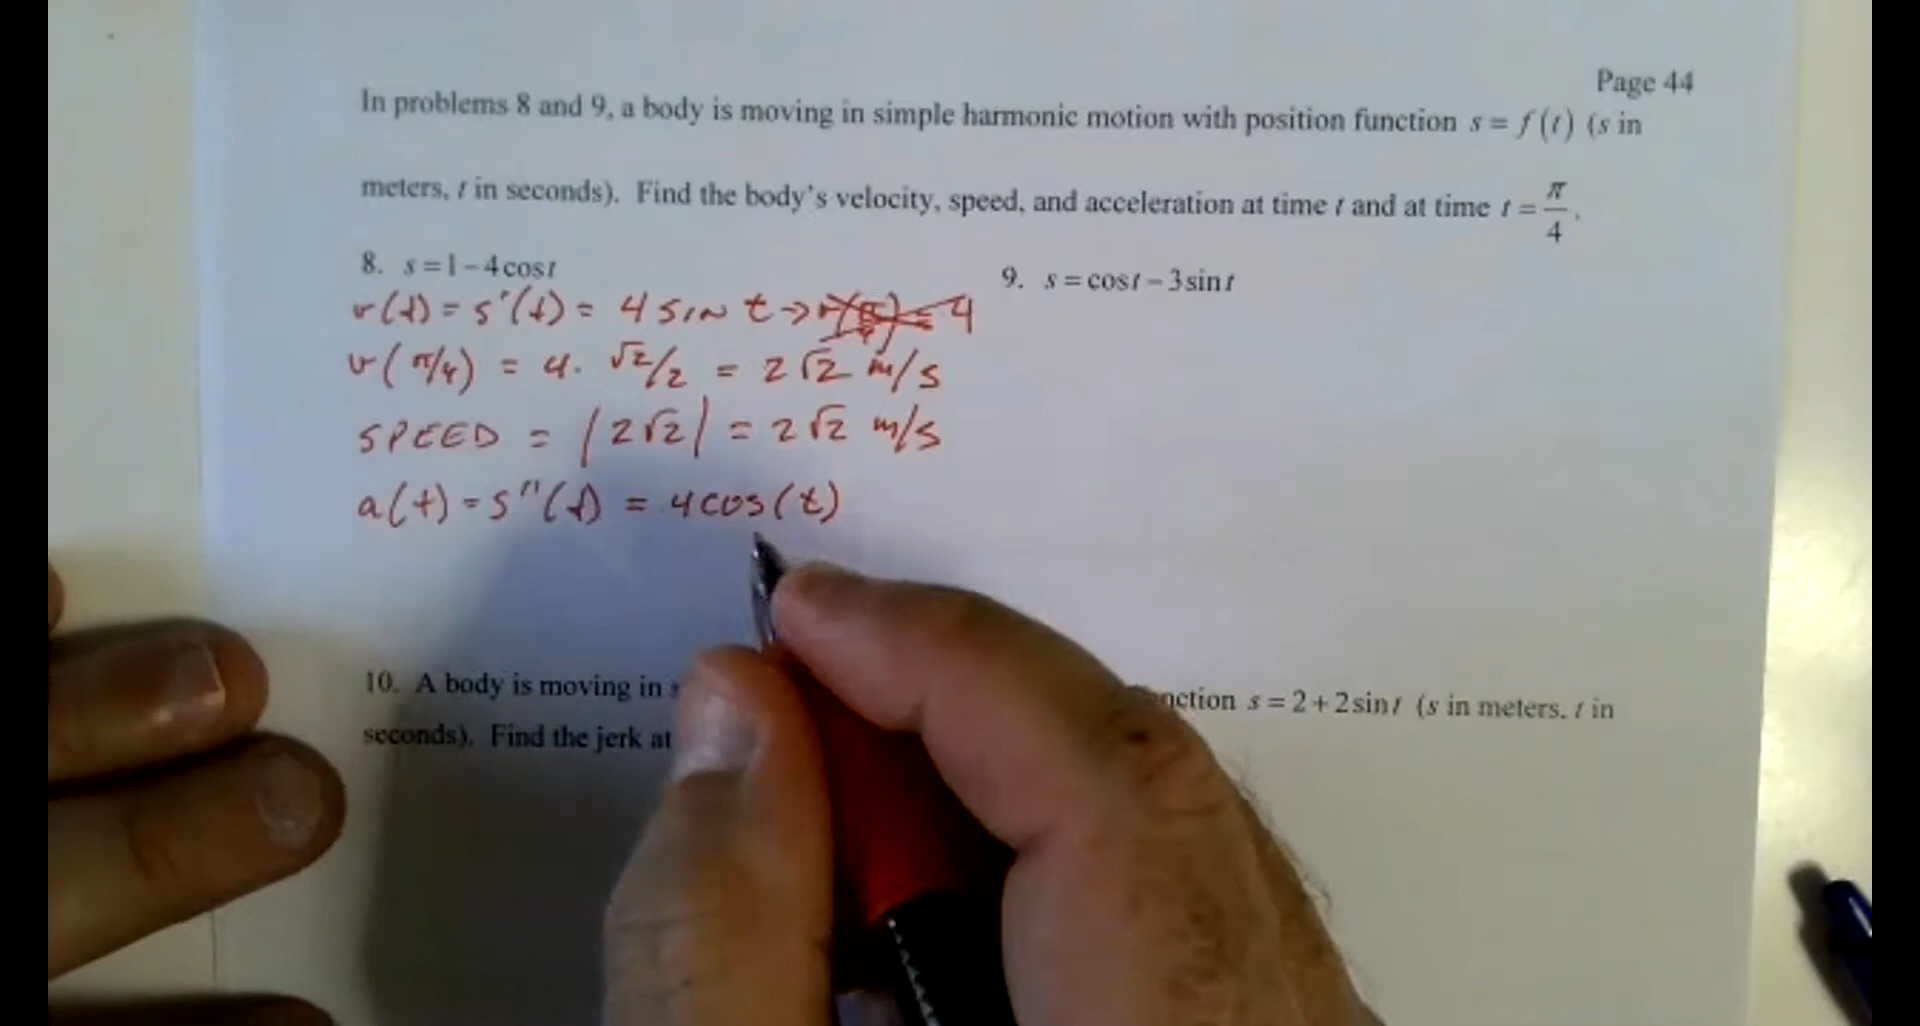 Page 44
In problems 8 and 9, a body is moving in simple harmonic motion with position function s = f(t) (s in
meters, t in seconds). Find the body's velocity, speed, and acceleration at time t and at time t = π/4.
8. s = 1 − 4cos t
v(t) = s'(t) = 4 sin t →
v(π/4) = 4 · √2/2 = 2√2 m/s
SPEED = |2√2| = 2√2 m/s
a(t) = s''(t) = 4cos(t)
9. s = cos t − 3sin t
10. A body is moving in
s = 2 + 2sin t (s in meters, t in
seconds). Find the jerk at